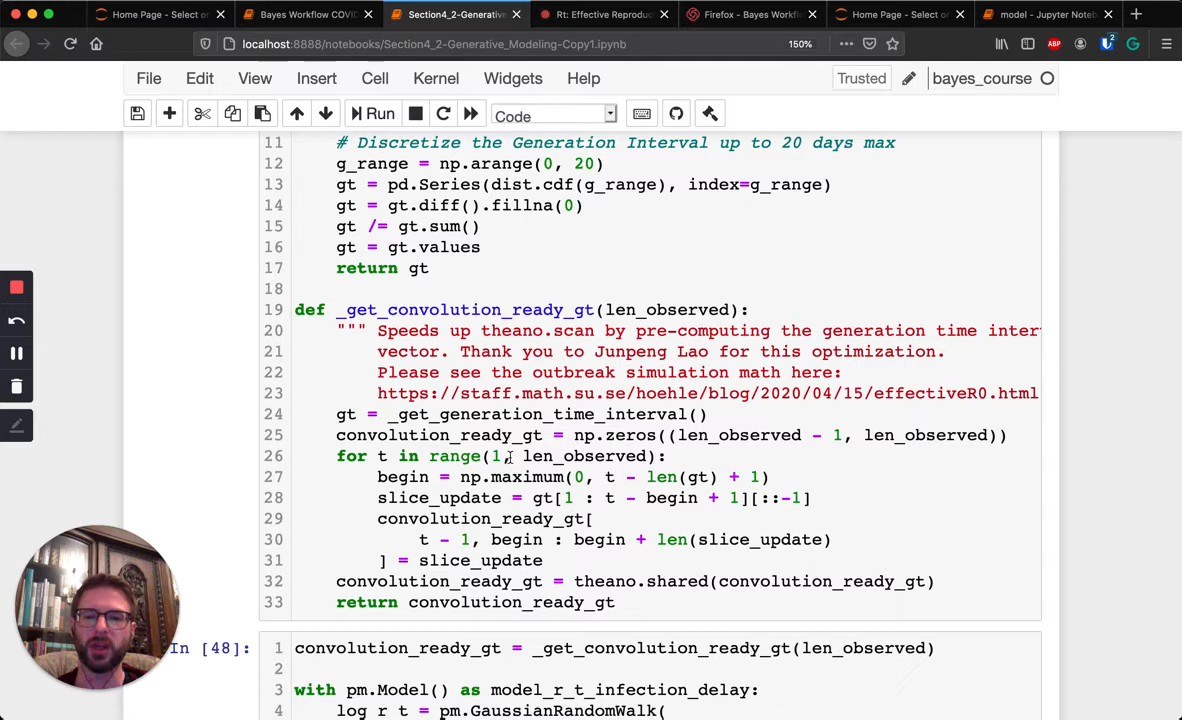 Home Page - Select or
Bayes Workflow COVI
Section4_2-Generative
Rt: Effective Reproduc
Firefox - Bayes Workfl
Home Page - Select or
model - Jupyter Noteb
localhost:8888/notebooks/Section4_2-Generative_Modeling-Copy1.ipynb
150%
ABP
2
File Edit View Insert Cell Kernel Widgets Help
Trusted
bayes_course
Run
Code
11 # Discretize the Generation Interval up to 20 days max
12 g_range = np.arange(0, 20)
13 gt = pd.Series(dist.cdf(g_range), index=g_range)
14 gt = gt.diff().fillna(0)
15 gt /= gt.sum()
16 gt = gt.values
17 return gt
18
19 def _get_convolution_ready_gt(len_observed):
20 """ Speeds up theano.scan by pre-computing the generation time inter
21 vector. Thank you to Junpeng Lao for this optimization.
22 Please see the outbreak simulation math here:
23 https://staff.math.su.se/hoehle/blog/2020/04/15/effectiveR0.html
24 gt = _get_generation_time_interval()
25 convolution_ready_gt = np.zeros((len_observed - 1, len_observed))
26 for t in range(1, len_observed):
27 begin = np.maximum(0, t - len(gt) + 1)
28 slice_update = gt[1 : t - begin + 1][::-1]
29 convolution_ready_gt[
30 t - 1, begin : begin + len(slice_update)
31 ] = slice_update
32 convolution_ready_gt = theano.shared(convolution_ready_gt)
33 return convolution_ready_gt
In [48]:
1 convolution_ready_gt = _get_convolution_ready_gt(len_observed)
2
3 with pm.Model() as model_r_t_infection_delay:
4 log_r_t = pm.GaussianRandomWalk(